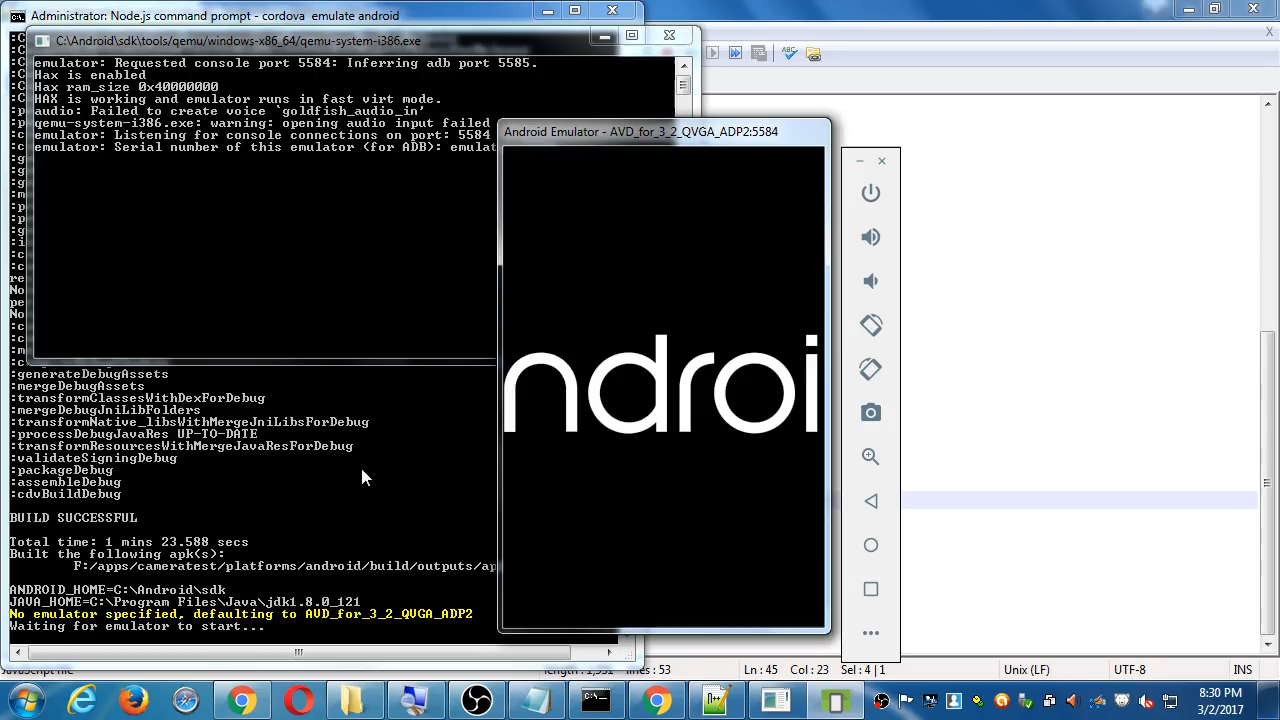 Administrator: Node.js command prompt - cordova emulate android
C:\Android\sdk\tools/qemu/windows-x86_64/qemu-system-i386.exe
emulator: Requested console port 5584: Inferring adb port 5585.
Hax is enabled
Hax ram_size 0x40000000
HAX is working and emulator runs in fast virt mode.
audio: Failed to create voice `goldfish_audio_in'
qemu-system-i386.exe: warning: opening audio input failed
emulator: Listening for console connections on port: 5584
emulator: Serial number of this emulator (for ADB): emulat
Android Emulator - AVD_for_3_2_QVGA_ADP2:5584
ndroi
:generateDebugAssets
:mergeDebugAssets
:transformClassesWithDexForDebug
:mergeDebugJniLibFolders
:transformNative_libsWithMergeJniLibsForDebug
:processDebugJavaRes UP-TO-DATE
:transformResourcesWithMergeJavaResForDebug
:validateSigningDebug
:packageDebug
:assembleDebug
:cdvBuildDebug
BUILD SUCCESSFUL
Total time: 1 mins 23.588 secs
Built the following apk(s):
F:/apps/cameratest/platforms/android/build/outputs/ap
ANDROID_HOME=C:\Android\sdk
JAVA_HOME=C:\Program Files\Java\jdk1.8.0_121
No emulator specified, defaulting to AVD_for_3_2_QVGA_ADP2
Waiting for emulator to start...
Ln : 45 Col : 23 Sel : 4 | 1
Unix (LF)
UTF-8
INS
8:30 PM
3/2/2017